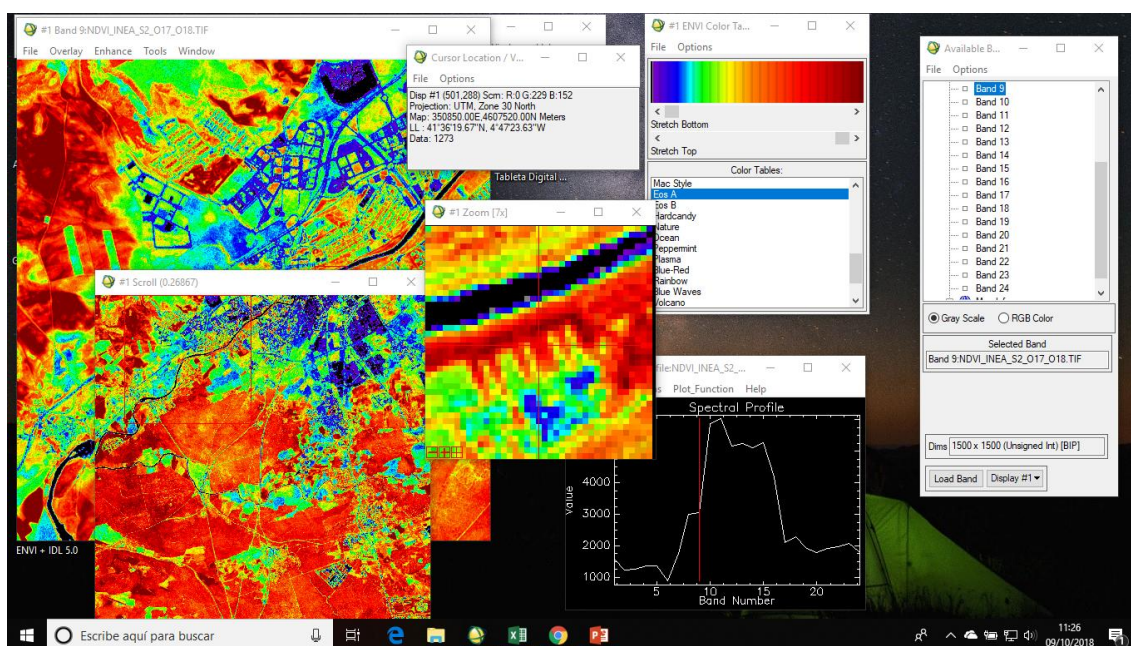 #1 Band 9:NDVI_INEA_S2_O17_O18.TIF
File Overlay Enhance Tools Window
Cursor Location / V...
File Options
Disp #1 (501,288) Scrn: R:0 G:229 B:152
Projection: UTM, Zone 30 North
Map: 350850.00E,4607520.00N Meters
LL : 41°36'19.67"N, 4°47'23.63"W
Data: 1273
Tableta Digital ...
#1 ENVI Color Ta...
File Options
Stretch Bottom
Stretch Top
Color Tables:
Mac Style
Eos A
Eos B
Hardcandy
Nature
Ocean
Peppermint
Plasma
Blue-Red
Rainbow
Blue Waves
Volcano
Available B...
File Options
Band 9
Band 10
Band 11
Band 12
Band 13
Band 14
Band 15
Band 16
Band 17
Band 18
Band 19
Band 20
Band 21
Band 22
Band 23
Band 24
Gray Scale RGB Color
Selected Band
Band 9:NDVI_INEA_S2_O17_O18.TIF
Dims 1500 x 1500 (Unsigned Int) [BIP]
Load Band Display #1
#1 Zoom [7x]
#1 Scroll (0.26867)
file:NDVI_INEA_S2_...
Plot_Function Help
Spectral Profile
4000
3000
2000
1000
Value
5 10 15 20
Band Number
ENVI + IDL 5.0
Escribe aquí para buscar
11:26
09/10/2018
1